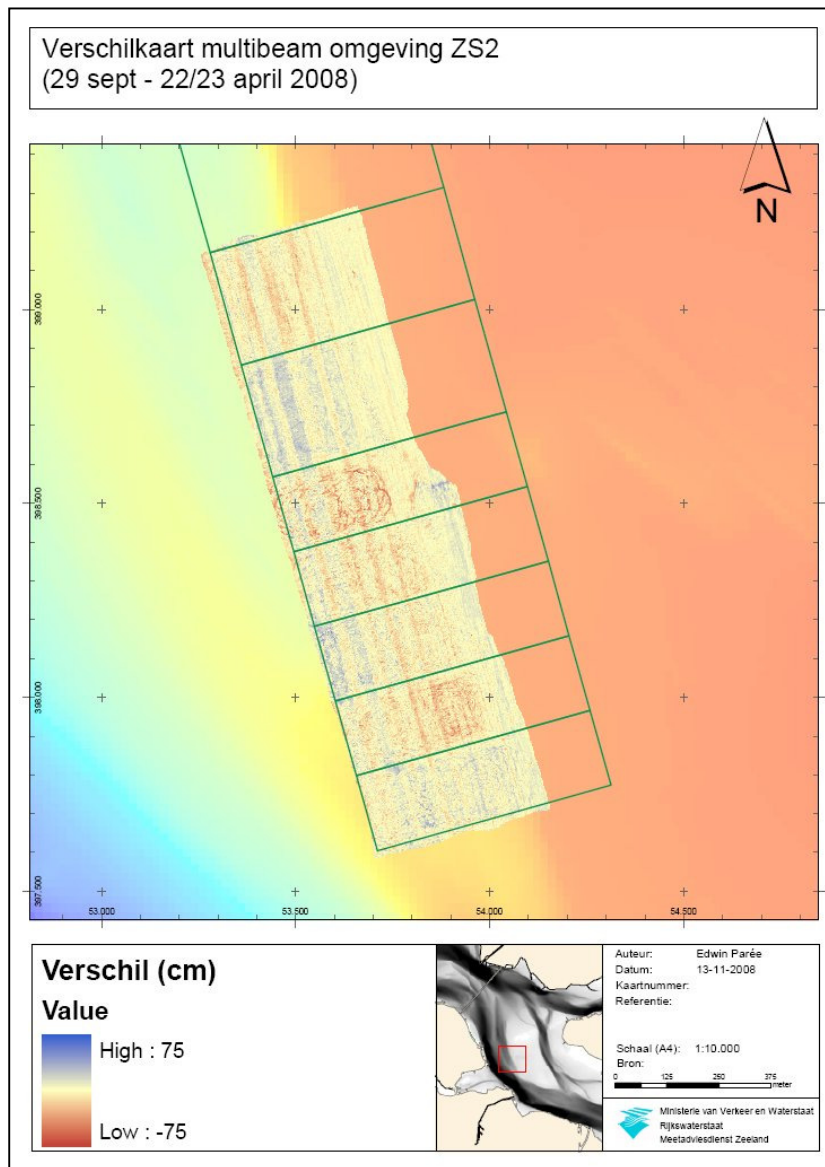 Verschilkaart multibeam omgeving ZS2
(29 sept - 22/23 april 2008)
N
399.000
398.500
398.000
397.500
53.000
53.500
54.000
54.500
Verschil (cm)
Value
High : 75
Low : -75
Auteur: Edwin Parée
Datum: 13-11-2008
Kaartnummer:
Referentie:
Schaal (A4): 1:10.000
Bron:
0 125 250 375
meter
Ministerie van Verkeer en Waterstaat
Rijkswaterstaat
Meetadviesdienst Zeeland